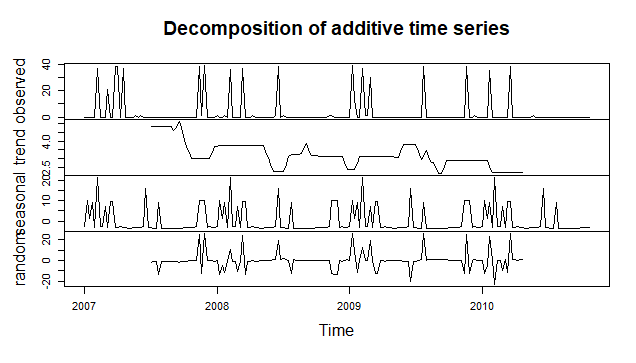 Decomposition of additive time series
observed
0 20 40
trend
2.5 4.0
seasonal
0 10 20
random
-20 0 20
2007 2008 2009 2010
Time